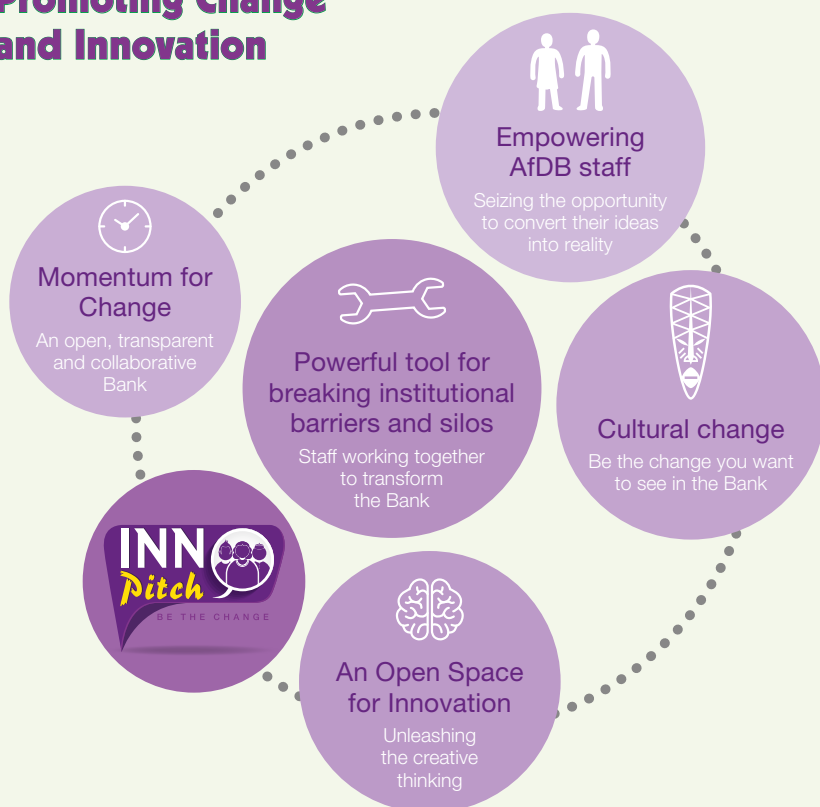 Promoting Change
and Innovation
Empowering
AfDB staff
Seizing the opportunity
to convert their ideas
into reality
Momentum for
Change
An open, transparent
and collaborative
Bank
Powerful tool for
breaking institutional
barriers and silos
Staff working together
to transform
the Bank
Cultural change
Be the change you want
to see in the Bank
INNO
Pitch
BE THE CHANGE
An Open Space
for Innovation
Unleashing
the creative
thinking